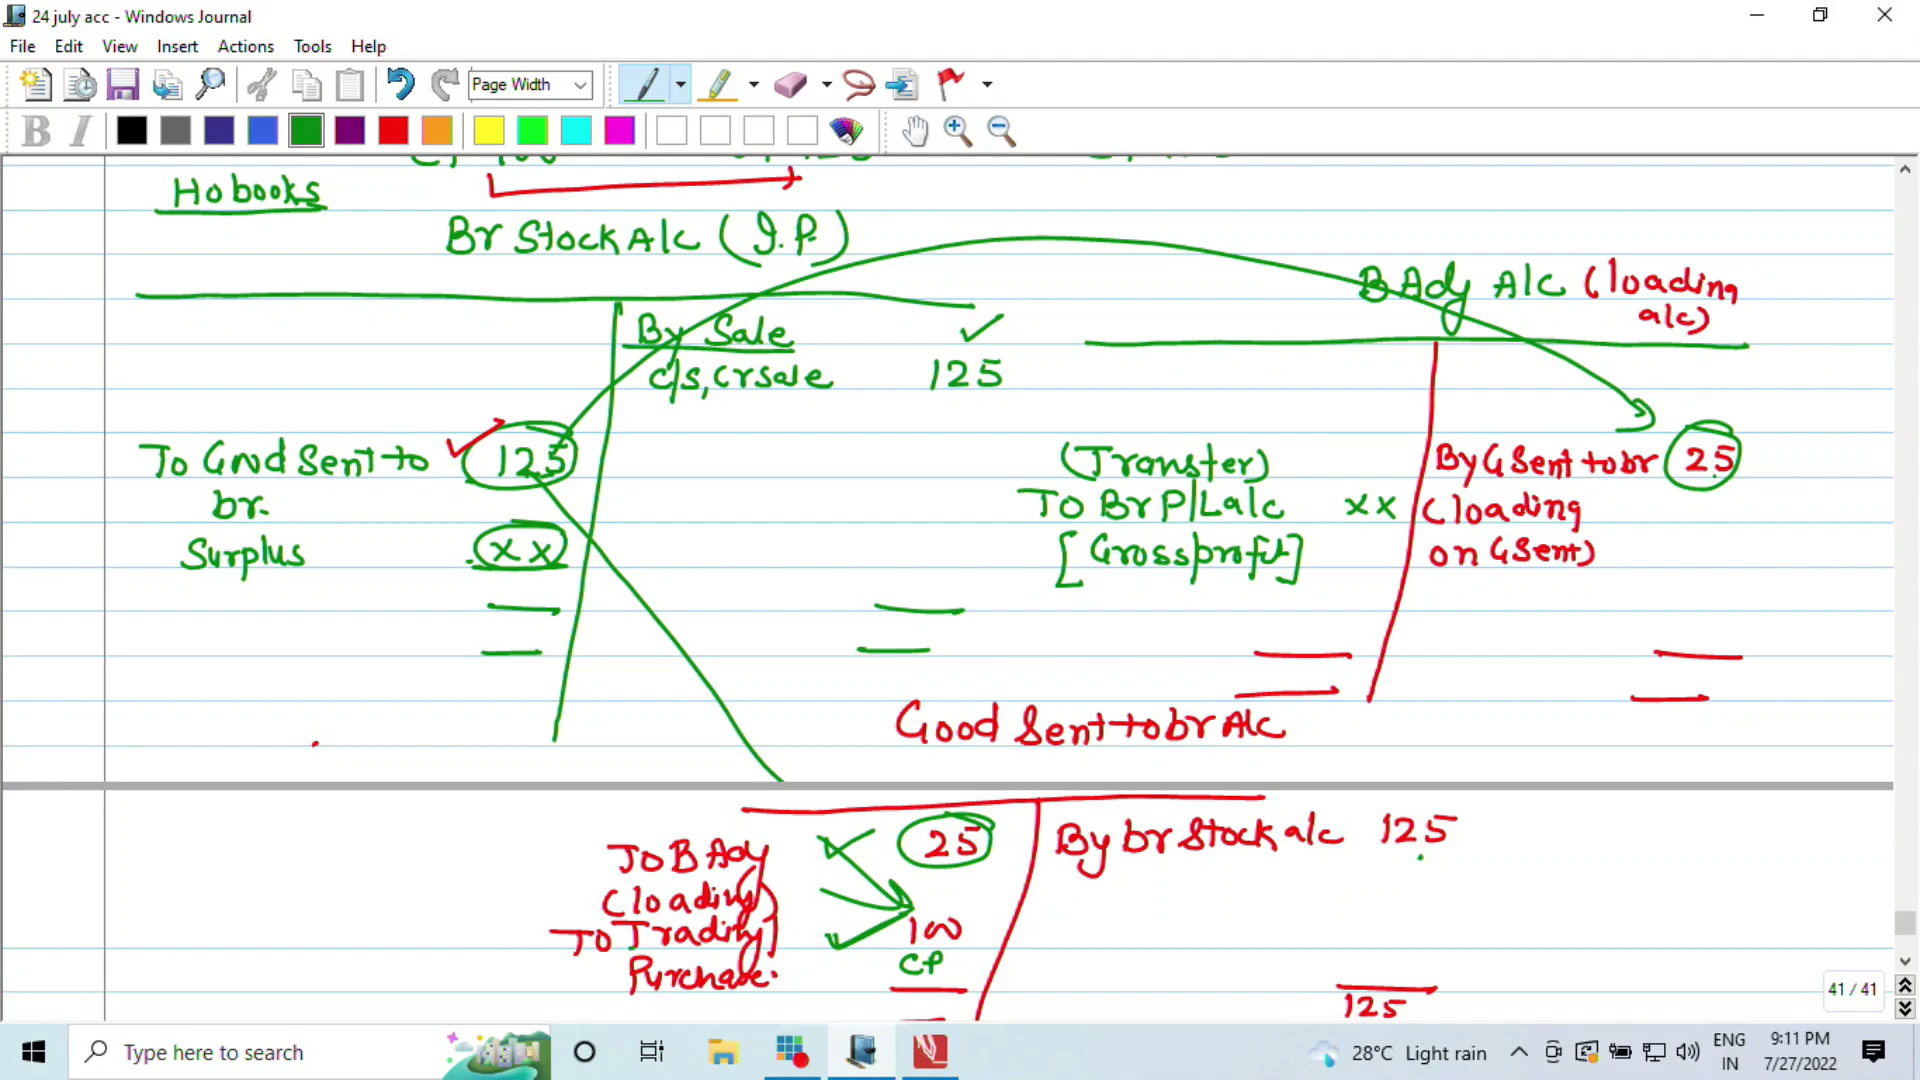 24 july acc - Windows Journal
File Edit View Insert Actions Tools Help
Page Width
B I
Ho books
Br Stock A/c (I.P.)
B Adj A/c (loading
a/c)
By Sale
c/s, Cr Sale 125
To Good Sent to 125
br.
Surplus xx
(Transfer)
To Br P/L a/c xx
[Gross profit]
By G Sent to br 25
(loading
on G Sent)
Good Sent to br A/c
To B Adj 25
(loading)
To Trading 100
Purchase. CP
By br Stock a/c 125
125
41 / 41
Type here to search
28°C Light rain
ENG
IN
9:11 PM
7/27/2022